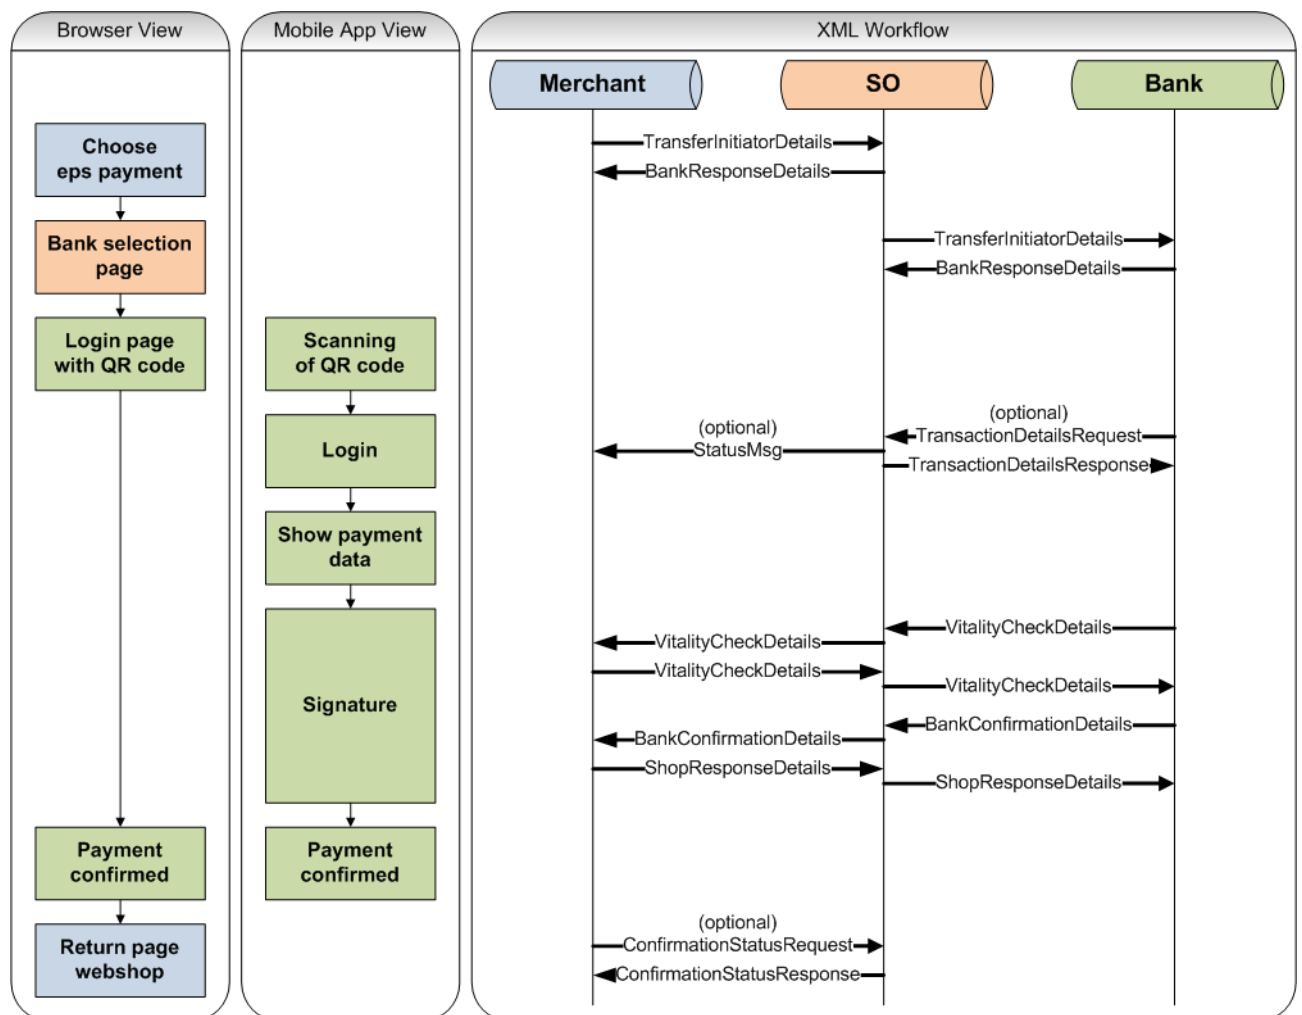 Browser View
Mobile App View
XML Workflow
Merchant
SO
Bank
Choose
eps payment
Bank selection
page
Login page
with QR code
Payment
confirmed
Return page
webshop
Scanning
of QR code
Login
Show payment
data
Signature
Payment
confirmed
TransferInitiatorDetails
BankResponseDetails
TransferInitiatorDetails
BankResponseDetails
(optional)
TransactionDetailsRequest
(optional)
StatusMsg
TransactionDetailsResponse
VitalityCheckDetails
VitalityCheckDetails
VitalityCheckDetails
VitalityCheckDetails
BankConfirmationDetails
BankConfirmationDetails
ShopResponseDetails
ShopResponseDetails
(optional)
ConfirmationStatusRequest
ConfirmationStatusResponse